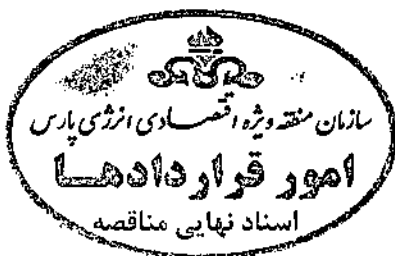 سازمان منطقه ویژه اقتصادی انرژی پارس
امور قراردادها
اسناد نهایی مناقصه